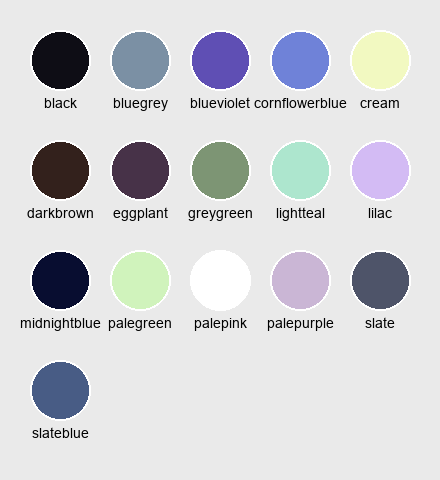 black bluegrey blueviolet cornflowerblue cream
darkbrown eggplant greygreen lightteal lilac
midnightblue palegreen palepink palepurple slate
slateblue